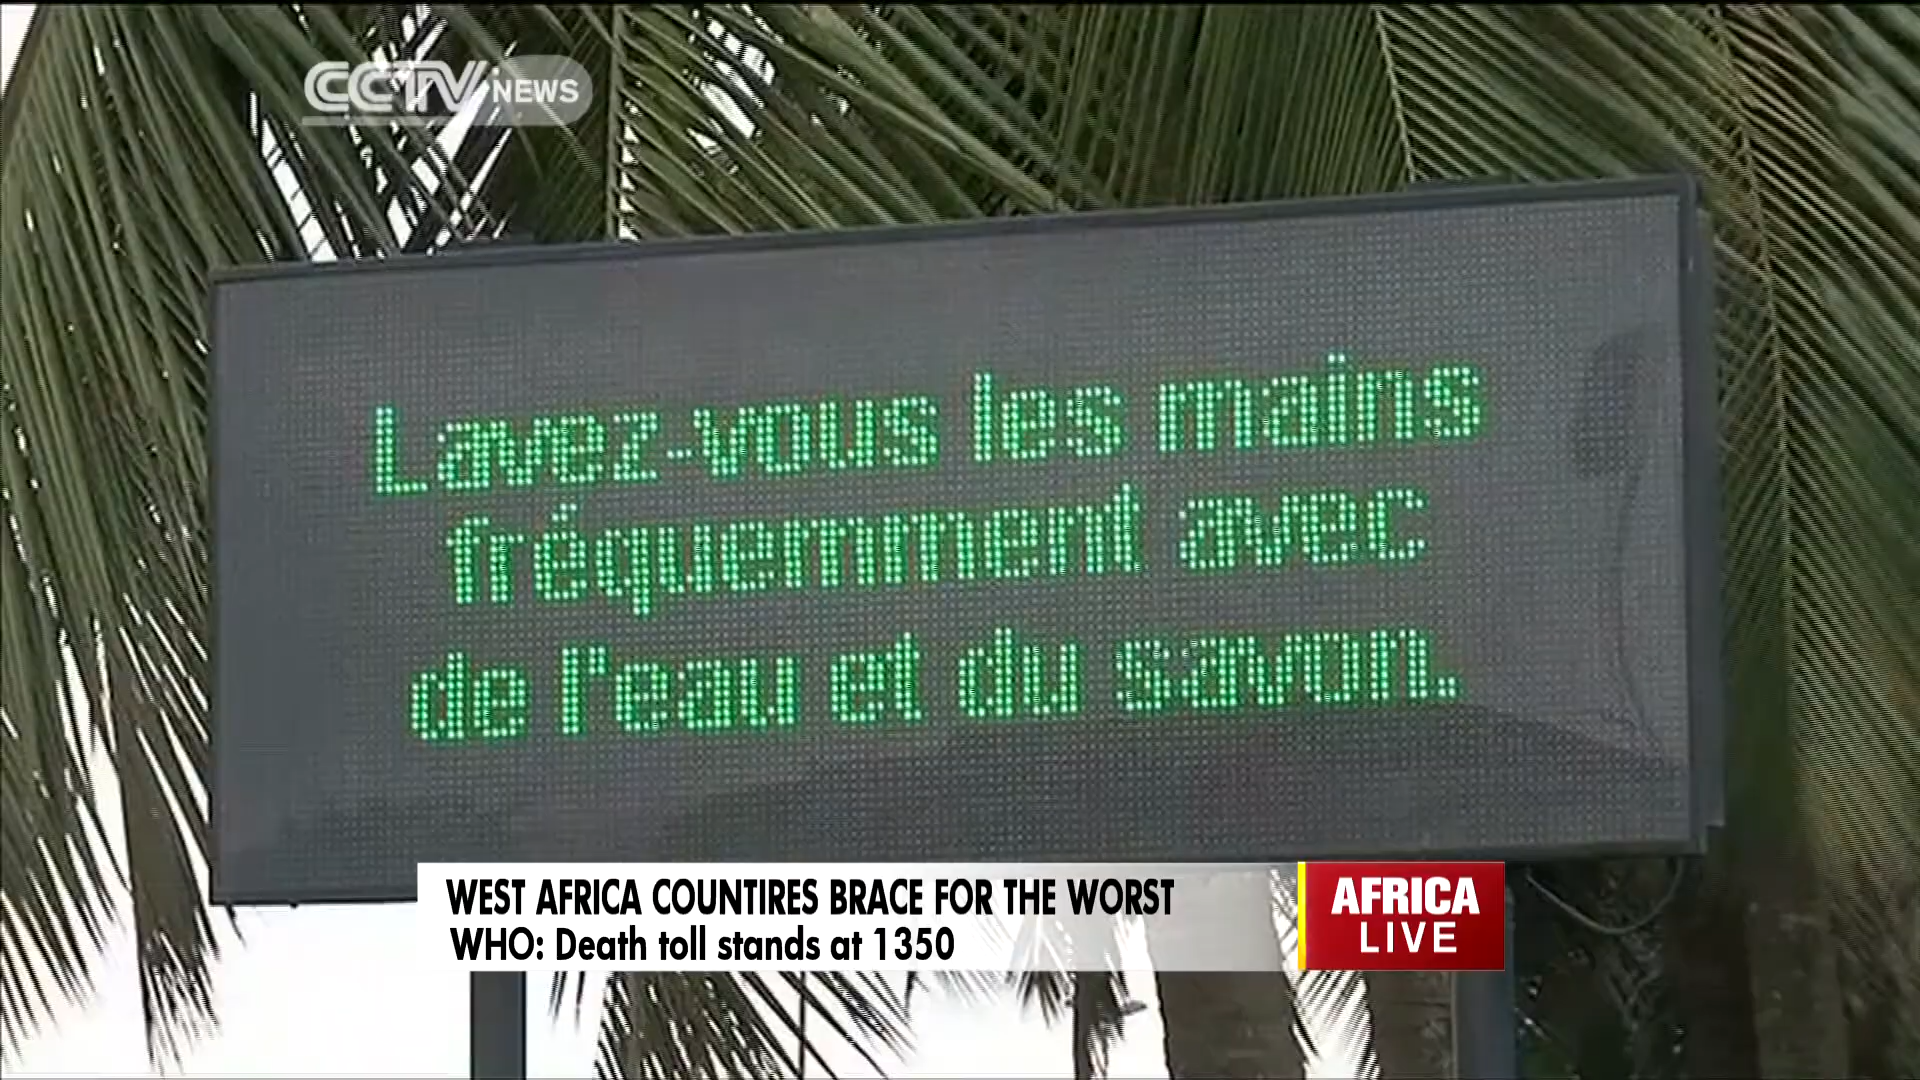 CCTV NEWS
Lavez-vous les mains
fréquemment avec
de l'eau et du savon.
WEST AFRICA COUNTIRES BRACE FOR THE WORST
WHO: Death toll stands at 1350
AFRICA
LIVE